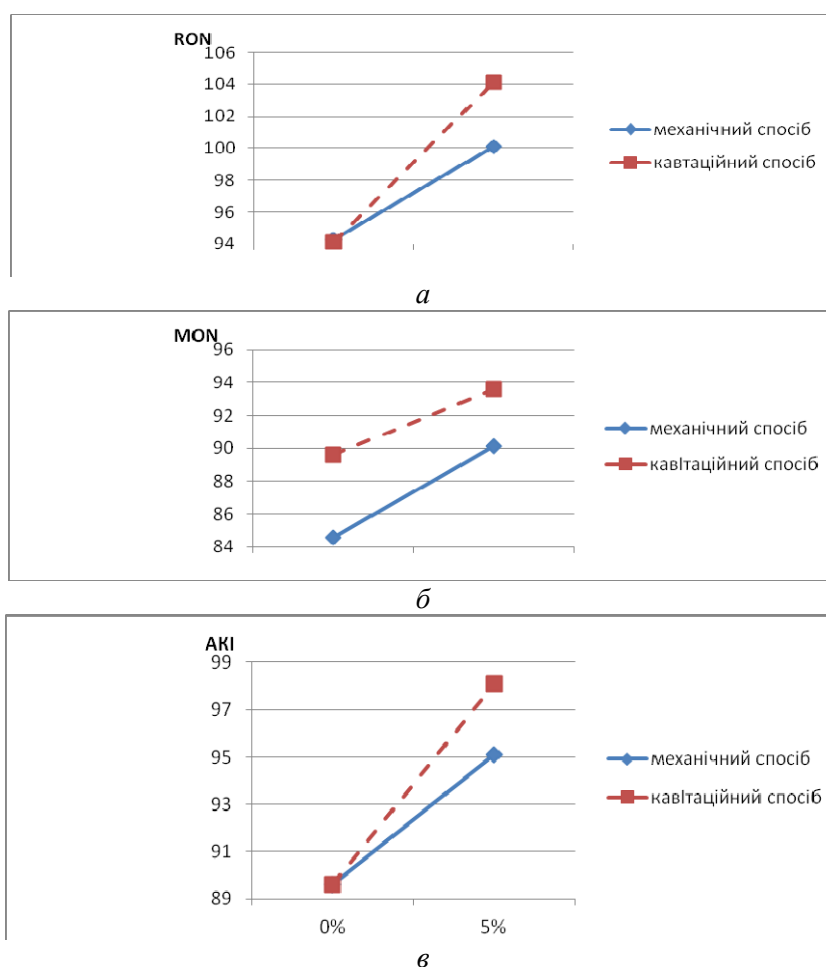 RON
106
104
102
100
98
96
94
механічний спосіб
кавтаційний спосіб
а
MON
96
94
92
90
88
86
84
механічний спосіб
кавітаційний спосіб
б
АКІ
99
97
95
93
91
89
0%
5%
механічний спосіб
кавітаційний спосіб
в